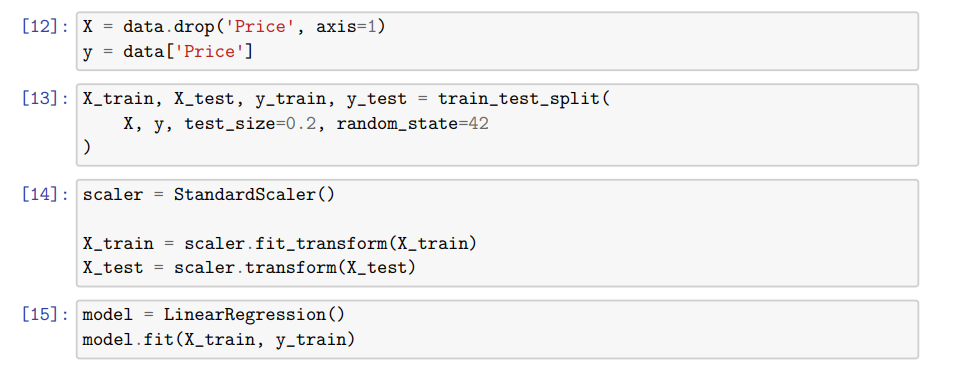 [12]: X = data.drop('Price', axis=1)
y = data['Price']
[13]: X_train, X_test, y_train, y_test = train_test_split(
    X, y, test_size=0.2, random_state=42
)
[14]: scaler = StandardScaler()

X_train = scaler.fit_transform(X_train)
X_test = scaler.transform(X_test)
[15]: model = LinearRegression()
model.fit(X_train, y_train)